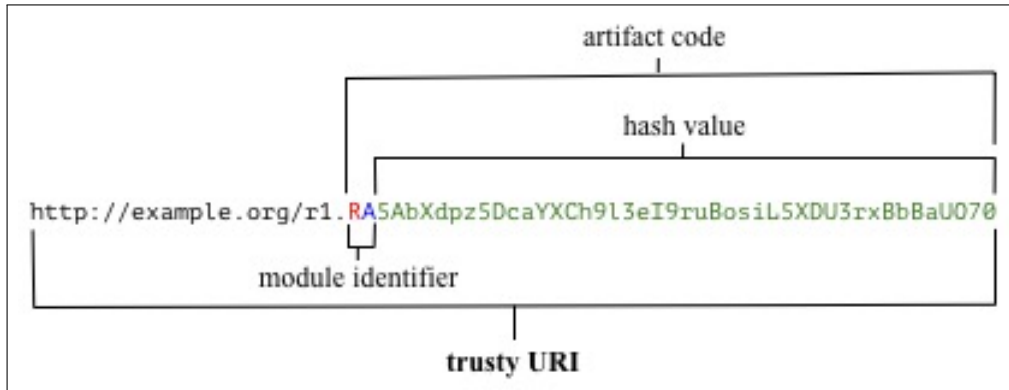 artifact code
hash value
http://example.org/r1.RA5AbXdpz5DcaYXCh9l3eI9ruBosiL5XDU3rxBbBaUO70
module identifier
trusty URI